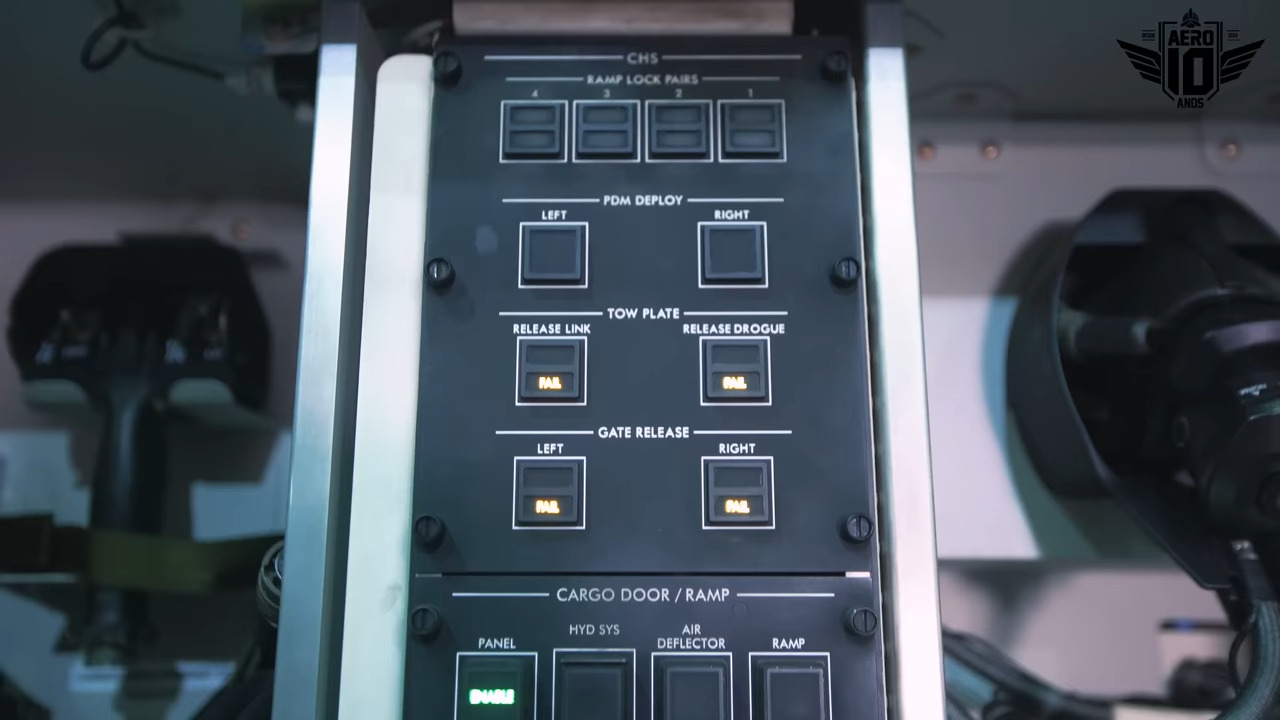 CHS
RAMP LOCK PAIRS
4 3 2 1
PDM DEPLOY
LEFT RIGHT
TOW PLATE
RELEASE LINK RELEASE DROGUE
FAIL FAIL
GATE RELEASE
LEFT RIGHT
FAIL FAIL
CARGO DOOR / RAMP
PANEL HYD SYS AIR DEFLECTOR RAMP
ENABLE
AERO
10
ANOS